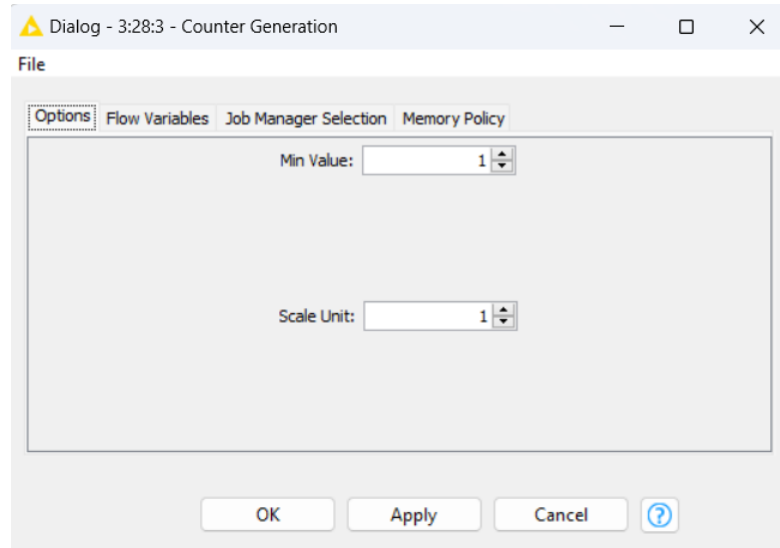 Dialog - 3:28:3 - Counter Generation
File
Options Flow Variables Job Manager Selection Memory Policy
Min Value: 1
Scale Unit: 1
OK Apply Cancel ?